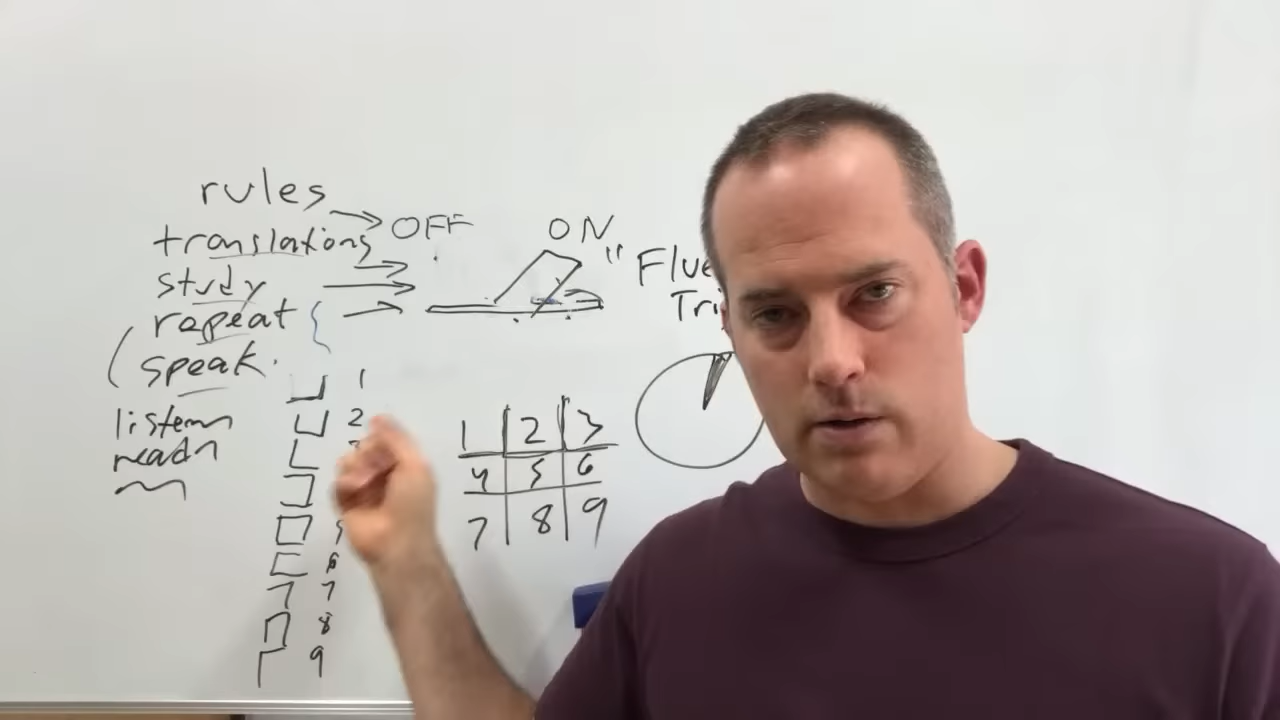 rules
translations
study
repeat
speak.
listen
read
OFF
ON
" Flue
Tri
1
2
6
7
8
9
1 2 3
4 5 6
7 8 9